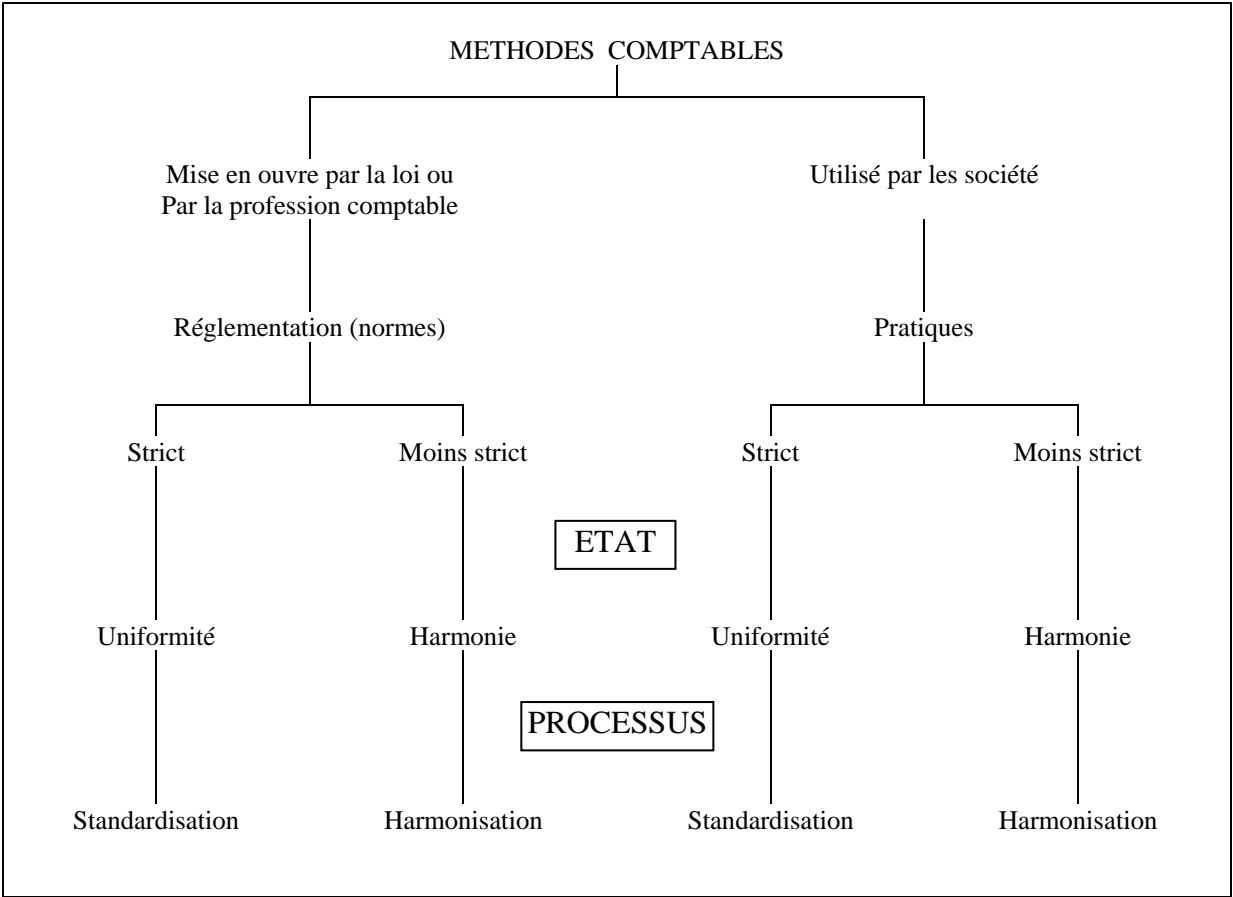 METHODES COMPTABLES
Mise en ouvre par la loi ou
Par la profession comptable
Utilisé par les société
Réglementation (normes)
Pratiques
Strict
Moins strict
Strict
Moins strict
ETAT
Uniformité
Harmonie
Uniformité
Harmonie
PROCESSUS
Standardisation
Harmonisation
Standardisation
Harmonisation